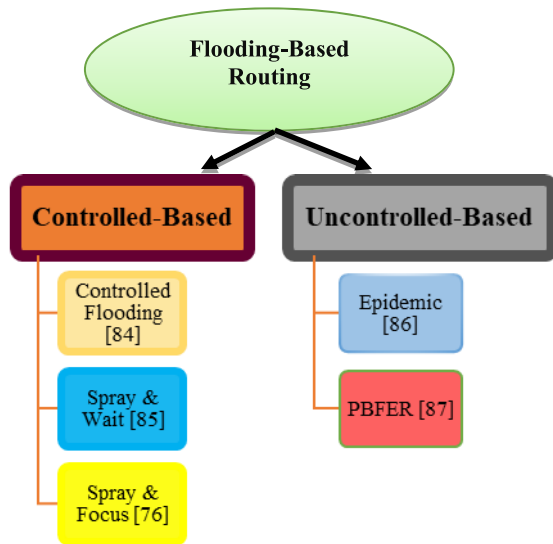 Flooding-Based
Routing
Controlled-Based
Uncontrolled-Based
Controlled
Flooding
[84]
Spray &
Wait [85]
Spray &
Focus [76]
Epidemic
[86]
PBFER [87]